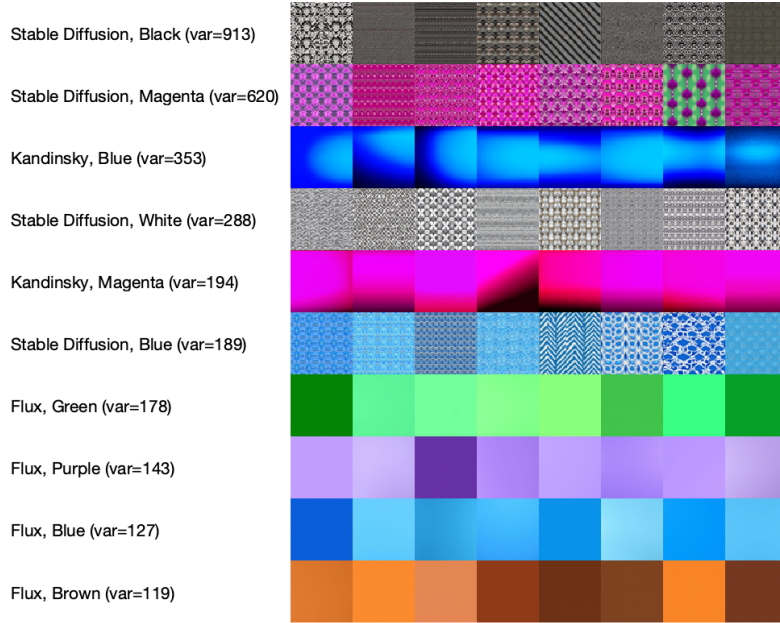 Stable Diffusion, Black (var=913)
Stable Diffusion, Magenta (var=620)
Kandinsky, Blue (var=353)
Stable Diffusion, White (var=288)
Kandinsky, Magenta (var=194)
Stable Diffusion, Blue (var=189)
Flux, Green (var=178)
Flux, Purple (var=143)
Flux, Blue (var=127)
Flux, Brown (var=119)